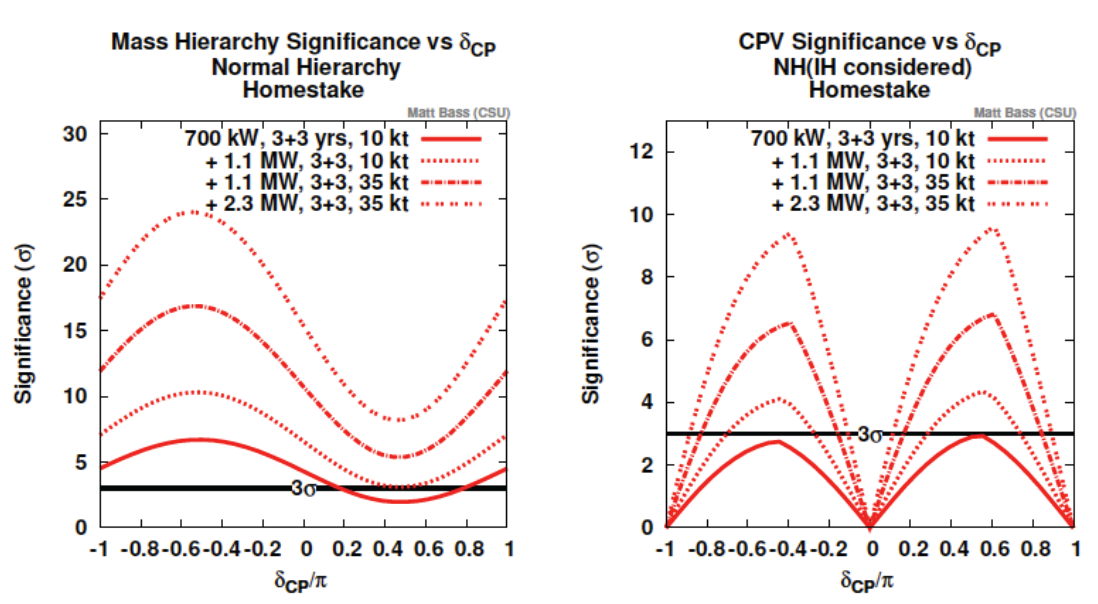 Mass Hierarchy Significance vs δCP
Normal Hierarchy
Homestake
Matt Bass (CSU)
700 kW, 3+3 yrs, 10 kt
+ 1.1 MW, 3+3, 10 kt
+ 1.1 MW, 3+3, 35 kt
+ 2.3 MW, 3+3, 35 kt
Significance (σ)
30
25
20
15
10
5
0
3σ
-1 -0.8 -0.6 -0.4 -0.2 0 0.2 0.4 0.6 0.8 1
δCP/π
CPV Significance vs δCP
NH(IH considered)
Homestake
Matt Bass (CSU)
700 kW, 3+3 yrs, 10 kt
+ 1.1 MW, 3+3, 10 kt
+ 1.1 MW, 3+3, 35 kt
+ 2.3 MW, 3+3, 35 kt
Significance (σ)
12
10
8
6
4
2
0
3σ
-1 -0.8 -0.6 -0.4 -0.2 0 0.2 0.4 0.6 0.8 1
δCP/π